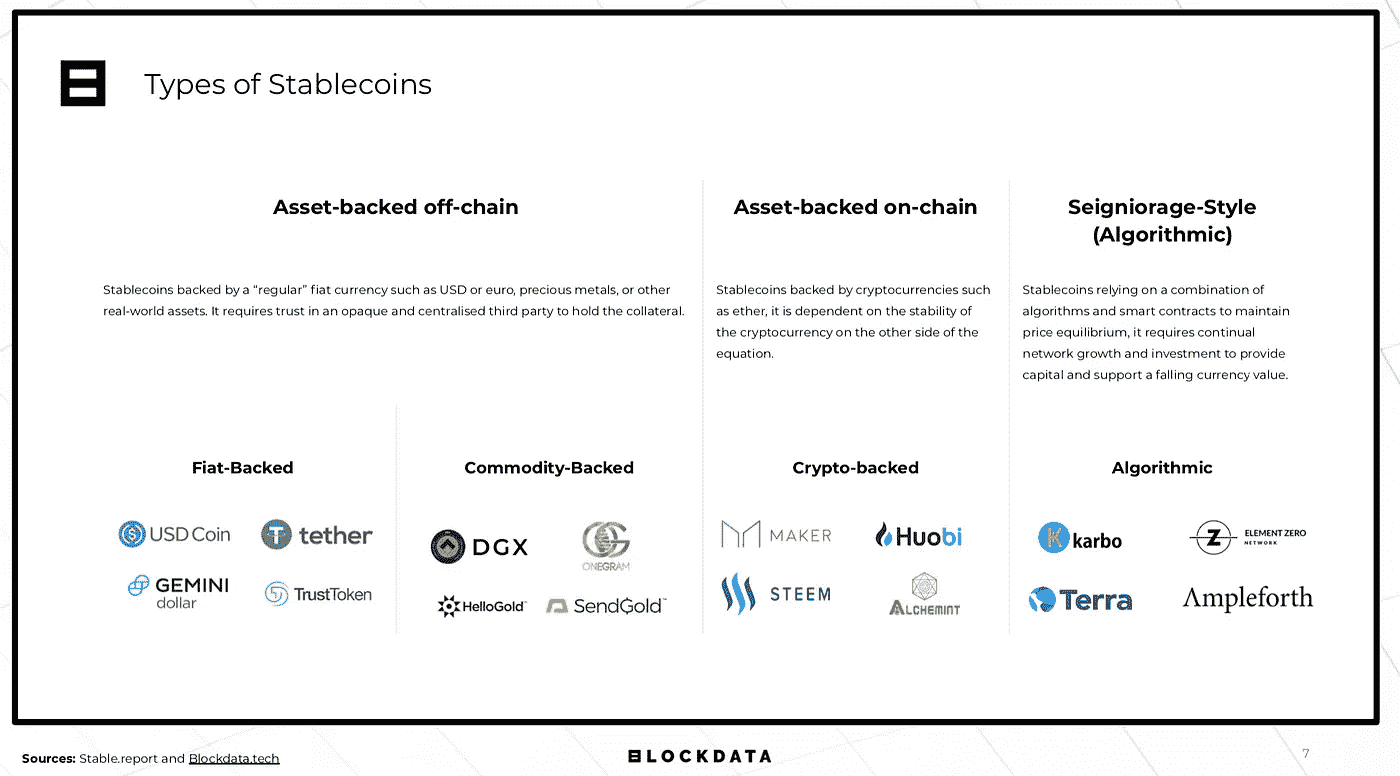 Types of Stablecoins
Asset-backed off-chain
Stablecoins backed by a “regular” fiat currency such as USD or euro, precious metals, or other
real-world assets. It requires trust in an opaque and centralised third party to hold the collateral.
Asset-backed on-chain
Stablecoins backed by cryptocurrencies such
as ether, it is dependent on the stability of
the cryptocurrency on the other side of the
equation.
Seigniorage-Style
(Algorithmic)
Stablecoins relying on a combination of
algorithms and smart contracts to maintain
price equilibrium, it requires continual
network growth and investment to provide
capital and support a falling currency value.
Fiat-Backed
USD Coin
tether
GEMINI
dollar
TrustToken
Commodity-Backed
DGX
ONEGRAM
HelloGold™
SendGold™
Crypto-backed
MAKER
Huobi
STEEM
ALCHEMINT
Algorithmic
karbo
ELEMENT ZERO
NETWORK
Terra
Ampleforth
Sources: Stable.report and Blockdata.tech
BLOCKDATA
7